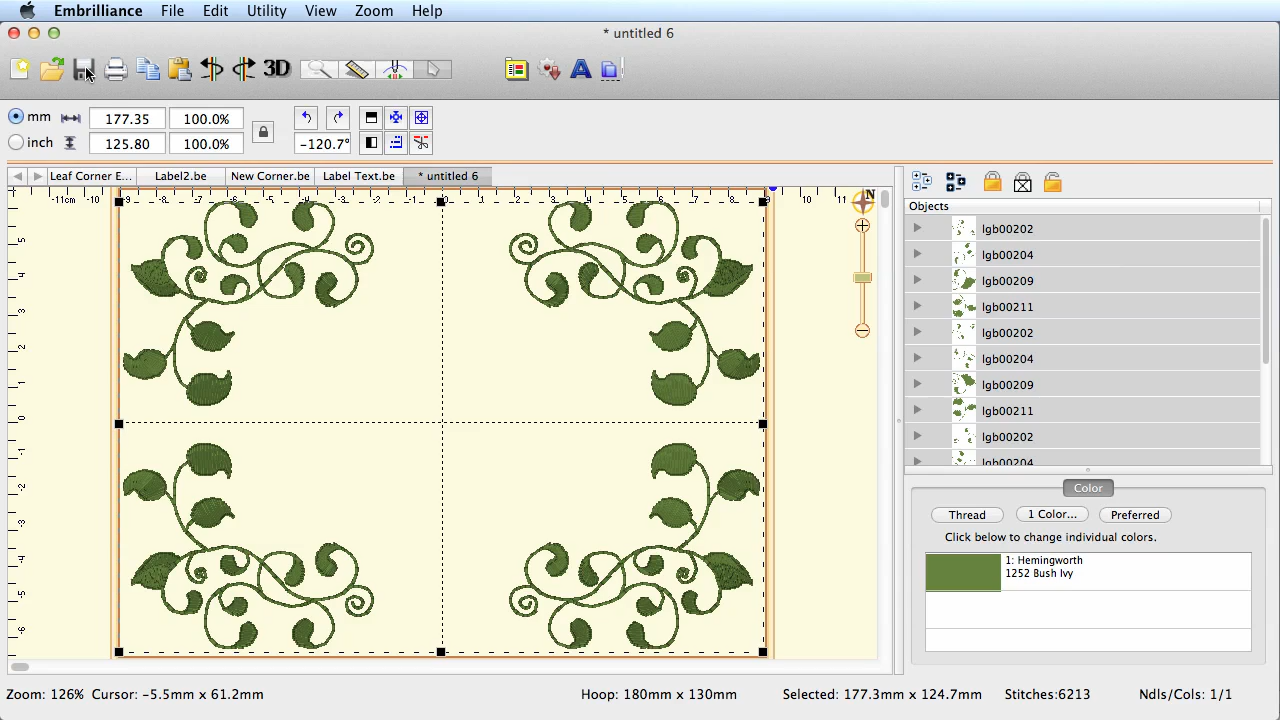 Embrilliance File Edit Utility View Zoom Help
* untitled 6
3D
mm 177.35 100.0%
inch 125.80 100.0% -120.7°
Leaf Corner E... Label2.be New Corner.be Label Text.be * untitled 6
N
Objects
lgb00202
lgb00204
lgb00209
lgb00211
lgb00202
lgb00204
lgb00209
lgb00211
lgb00202
lgb00204
Color
Thread 1 Color... Preferred
Click below to change individual colors.
1: Hemingworth
1252 Bush Ivy
Zoom: 126% Cursor: -5.5mm x 61.2mm Hoop: 180mm x 130mm Selected: 177.3mm x 124.7mm Stitches:6213 Ndls/Cols: 1/1